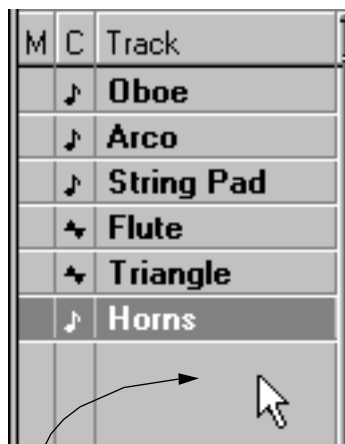 M C Track
Oboe
Arco
String Pad
Flute
Triangle
Horns